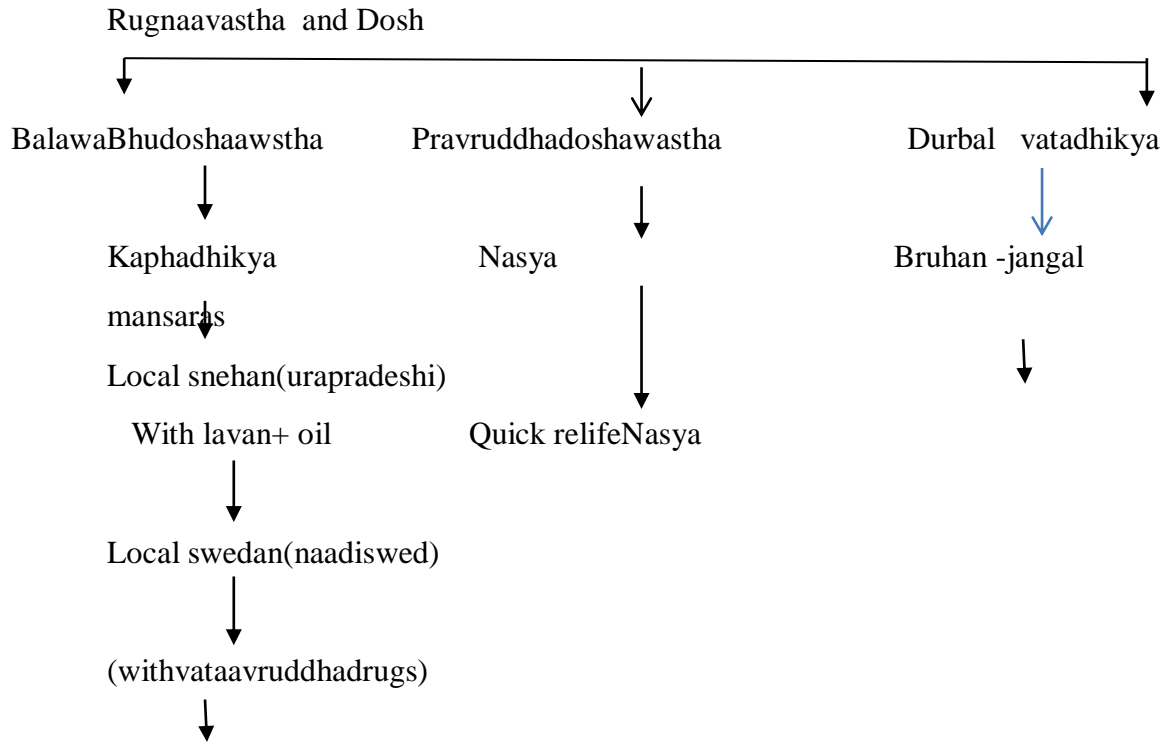 Rugnaavastha and Dosh
BalawaBhudoshaawstha Pravruddhadoshawastha Durbal vatadhikya
Kaphadhikya Nasya Bruhan -jangal
mansaras
Local snehan(urapradeshi)
With lavan+ oil Quick relifeNasya
Local swedan(naadiswed)
(withvataavruddhadrugs)